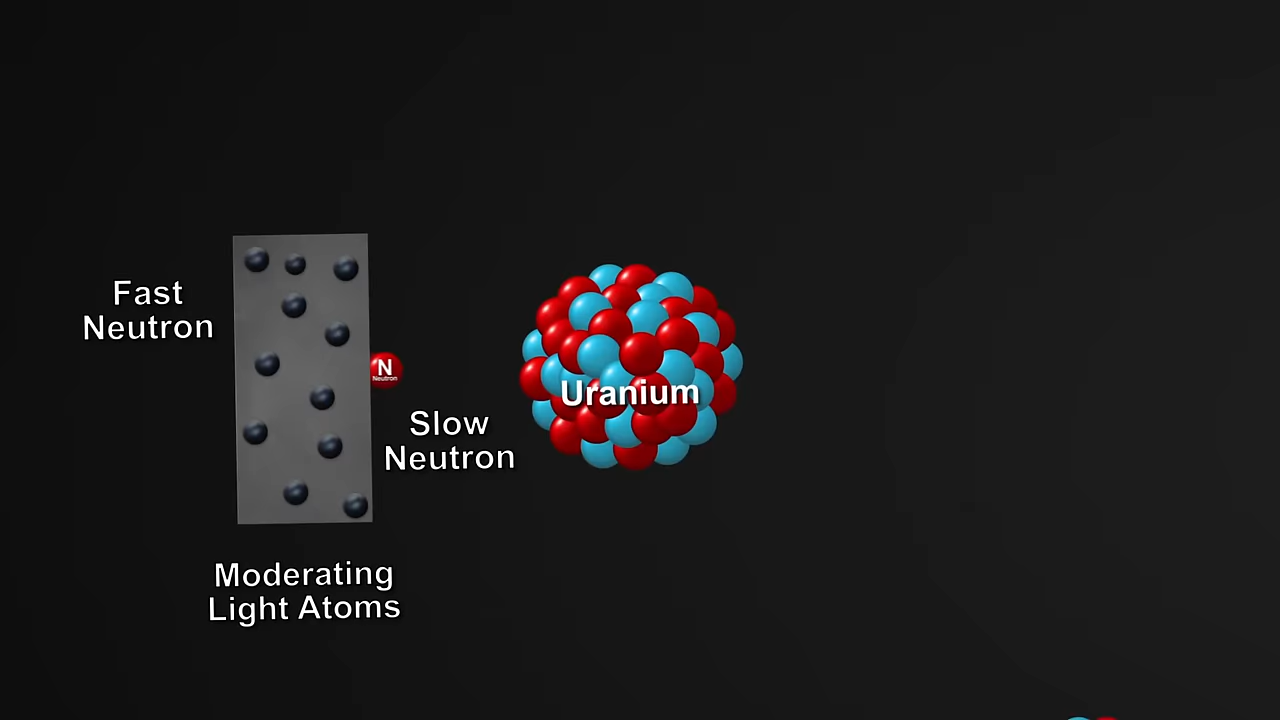 Fast
Neutron
N
Neutron
Uranium
Slow
Neutron
Moderating
Light Atoms